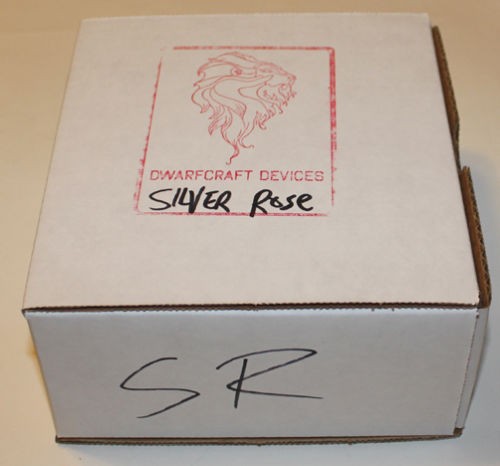 DWARFCRAFT DEVICES
SILVER Rose
SR